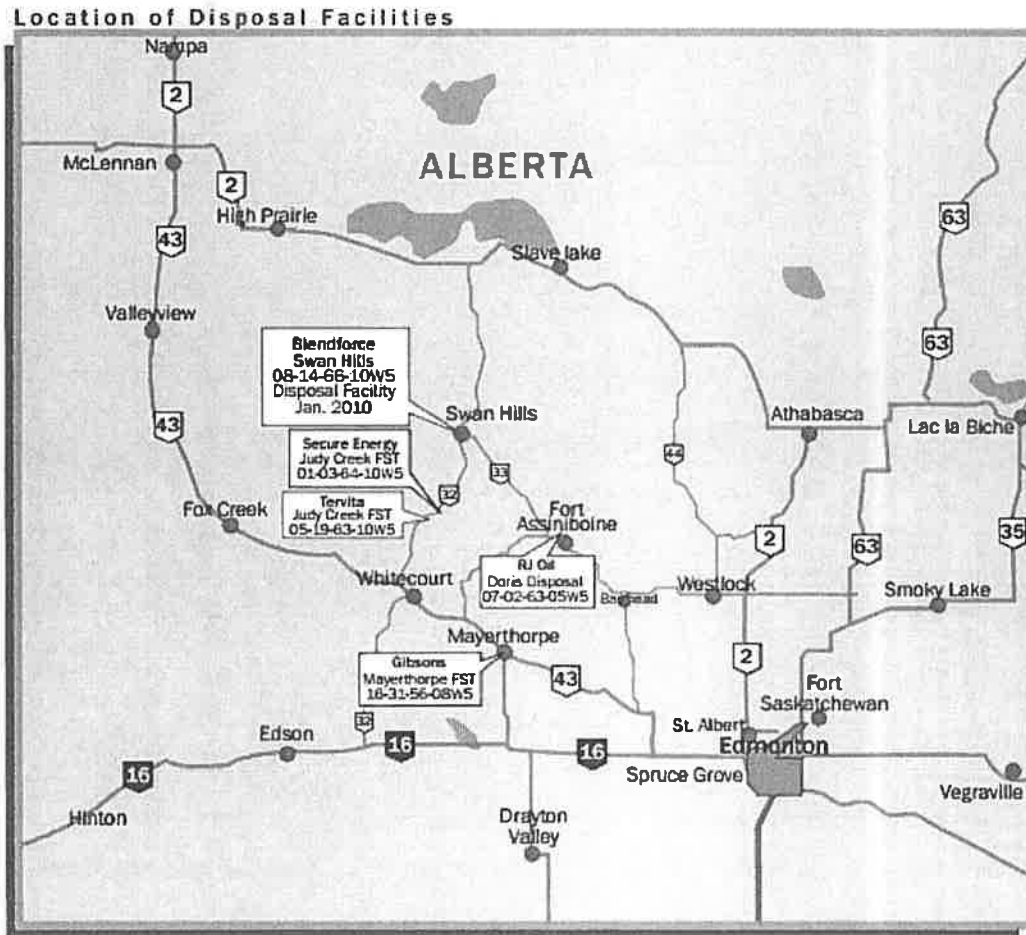 Location of Disposal Facilities
Nampa
2
McLennan
ALBERTA
2
High Prairie
63
43
Slave lake
Valleyview
63
Blendforce
Swan Hills
08-14-66-10W5
Disposal Facility
Jan. 2010
43
Swan Hills
Athabasca
Lac la Biche
Secure Energy
Judy Creek FST
01-03-64-10W5
44
33
32
Tervita
Judy Creek FST
05-19-63-10W5
Fox Creek
Fort
Assiniboine
2
63
35
RJ Oil
Doris Disposal
07-02-63-05W5
Whitecourt
Barrhead
Westlock
Smoky Lake
Mayerthorpe
Gibsons
Mayerthorpe FST
16-31-56-08W5
43
2
Fort
Saskatchewan
32
St. Albert
Edson
16
16
Edmonton
16
Spruce Grove
Vegraville
Hinton
Drayton
Valley